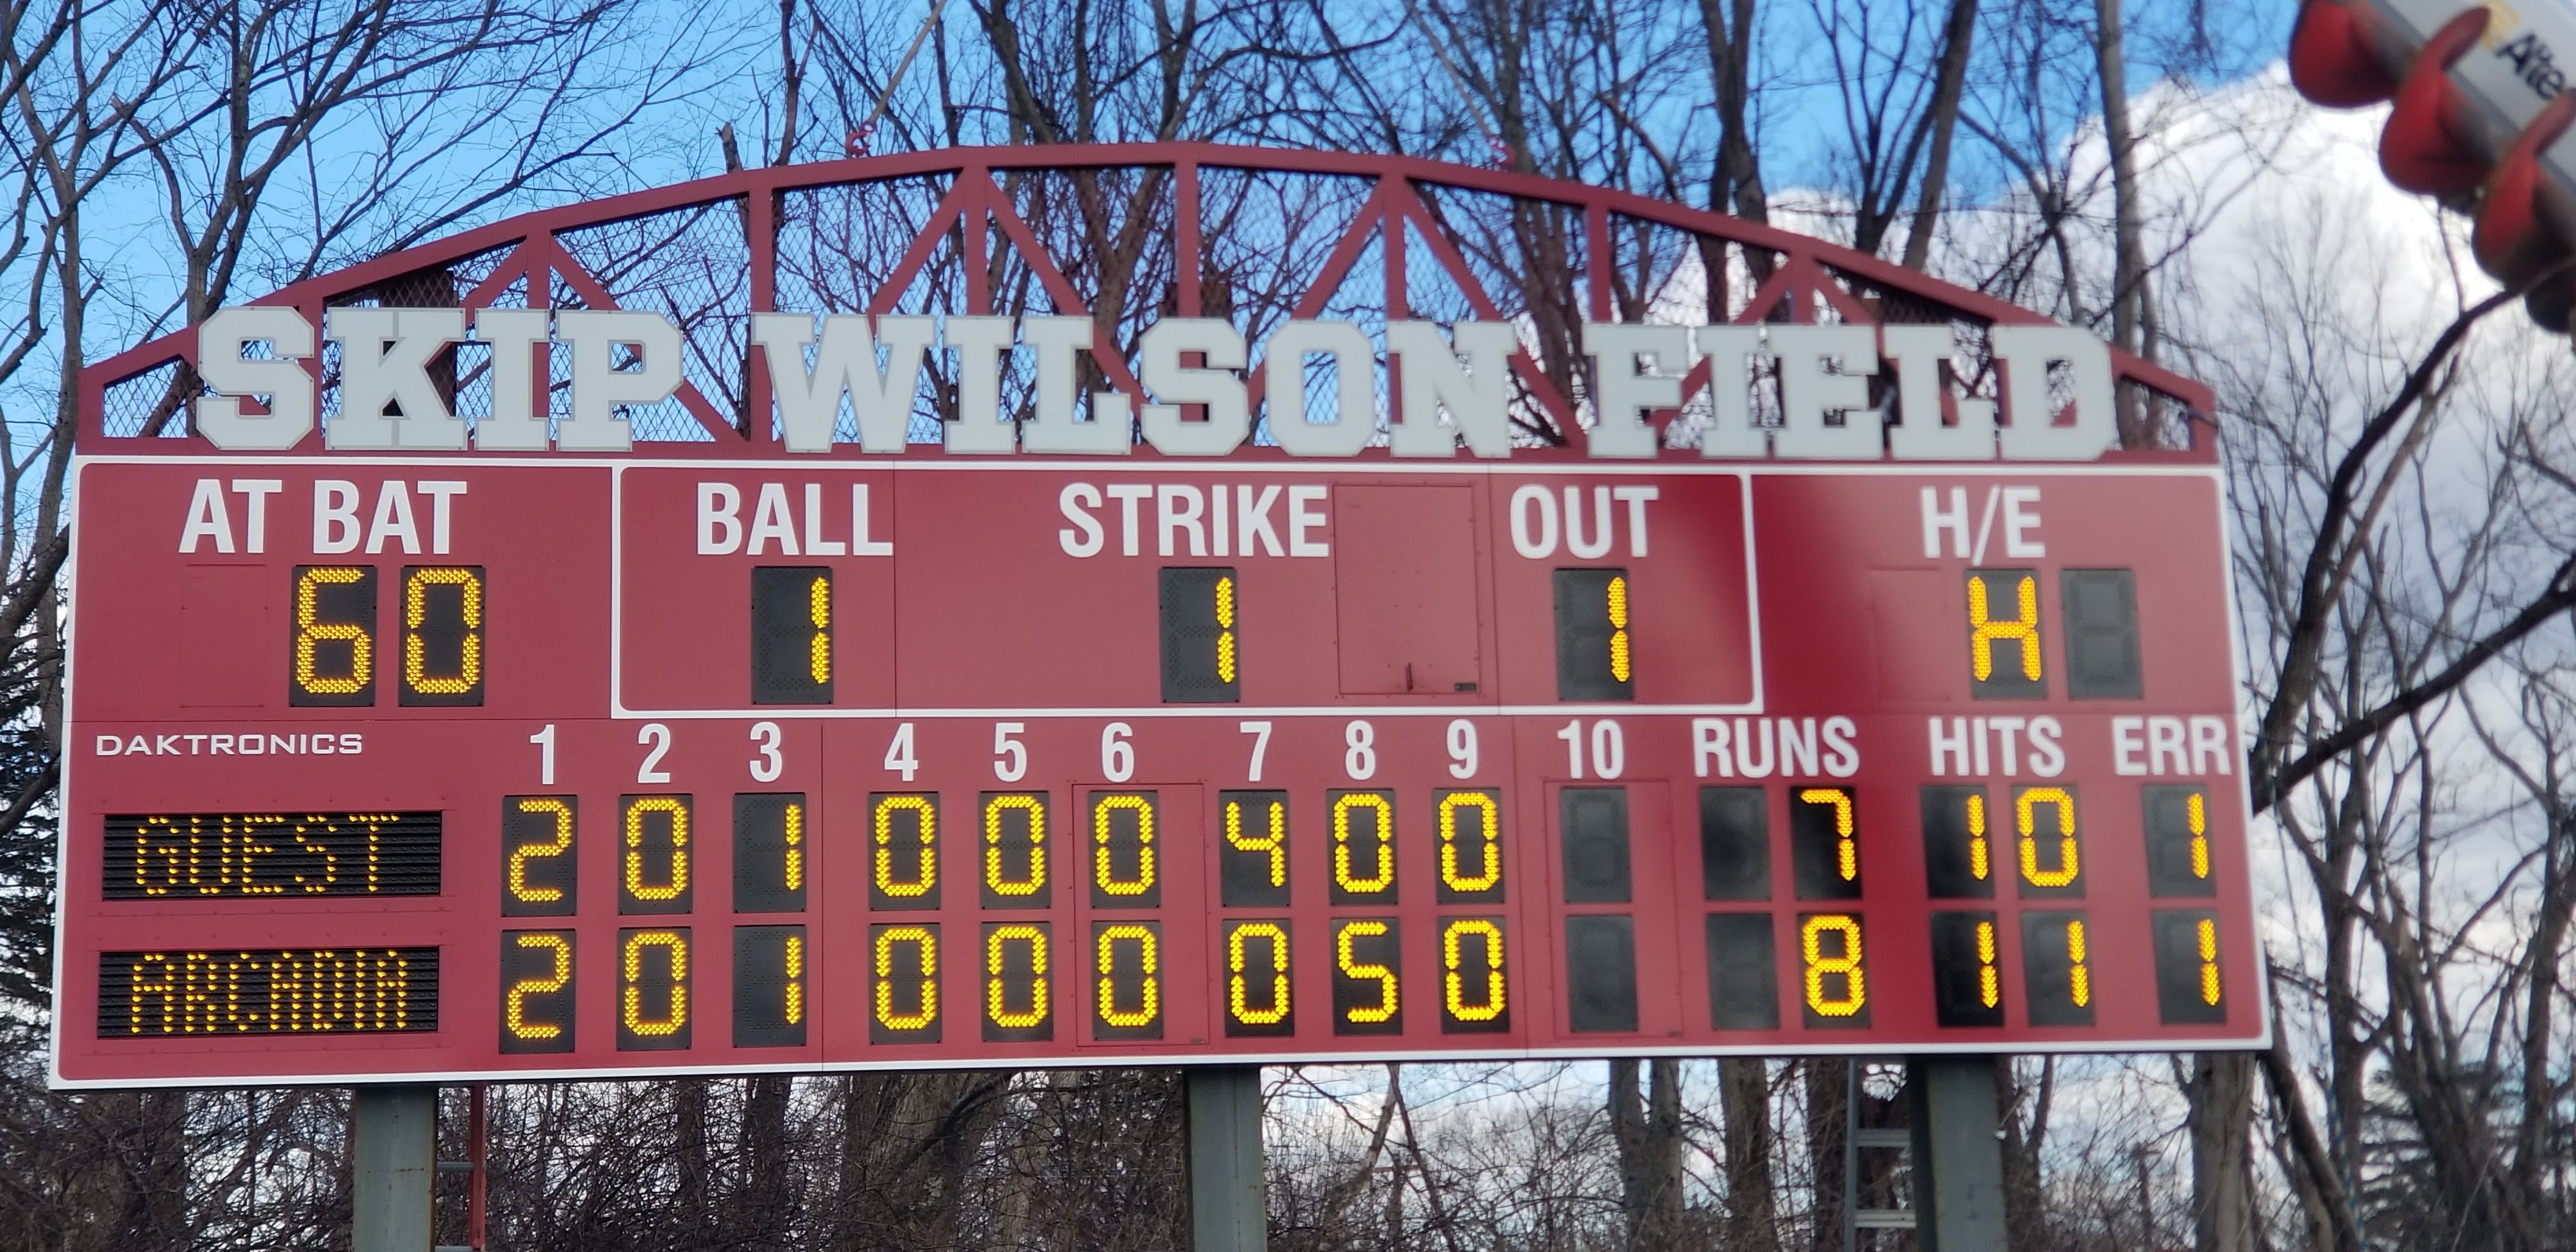 SKIP WILSON FIELD
AT BAT BALL STRIKE OUT H/E
60 1 1 1 H
DAKTRONICS 1 2 3 4 5 6 7 8 9 10 RUNS HITS ERR
GUEST 2 0 1 0 0 0 4 0 0 7 10 1
ARCADIA 2 0 1 0 0 0 0 5 0 8 11 1